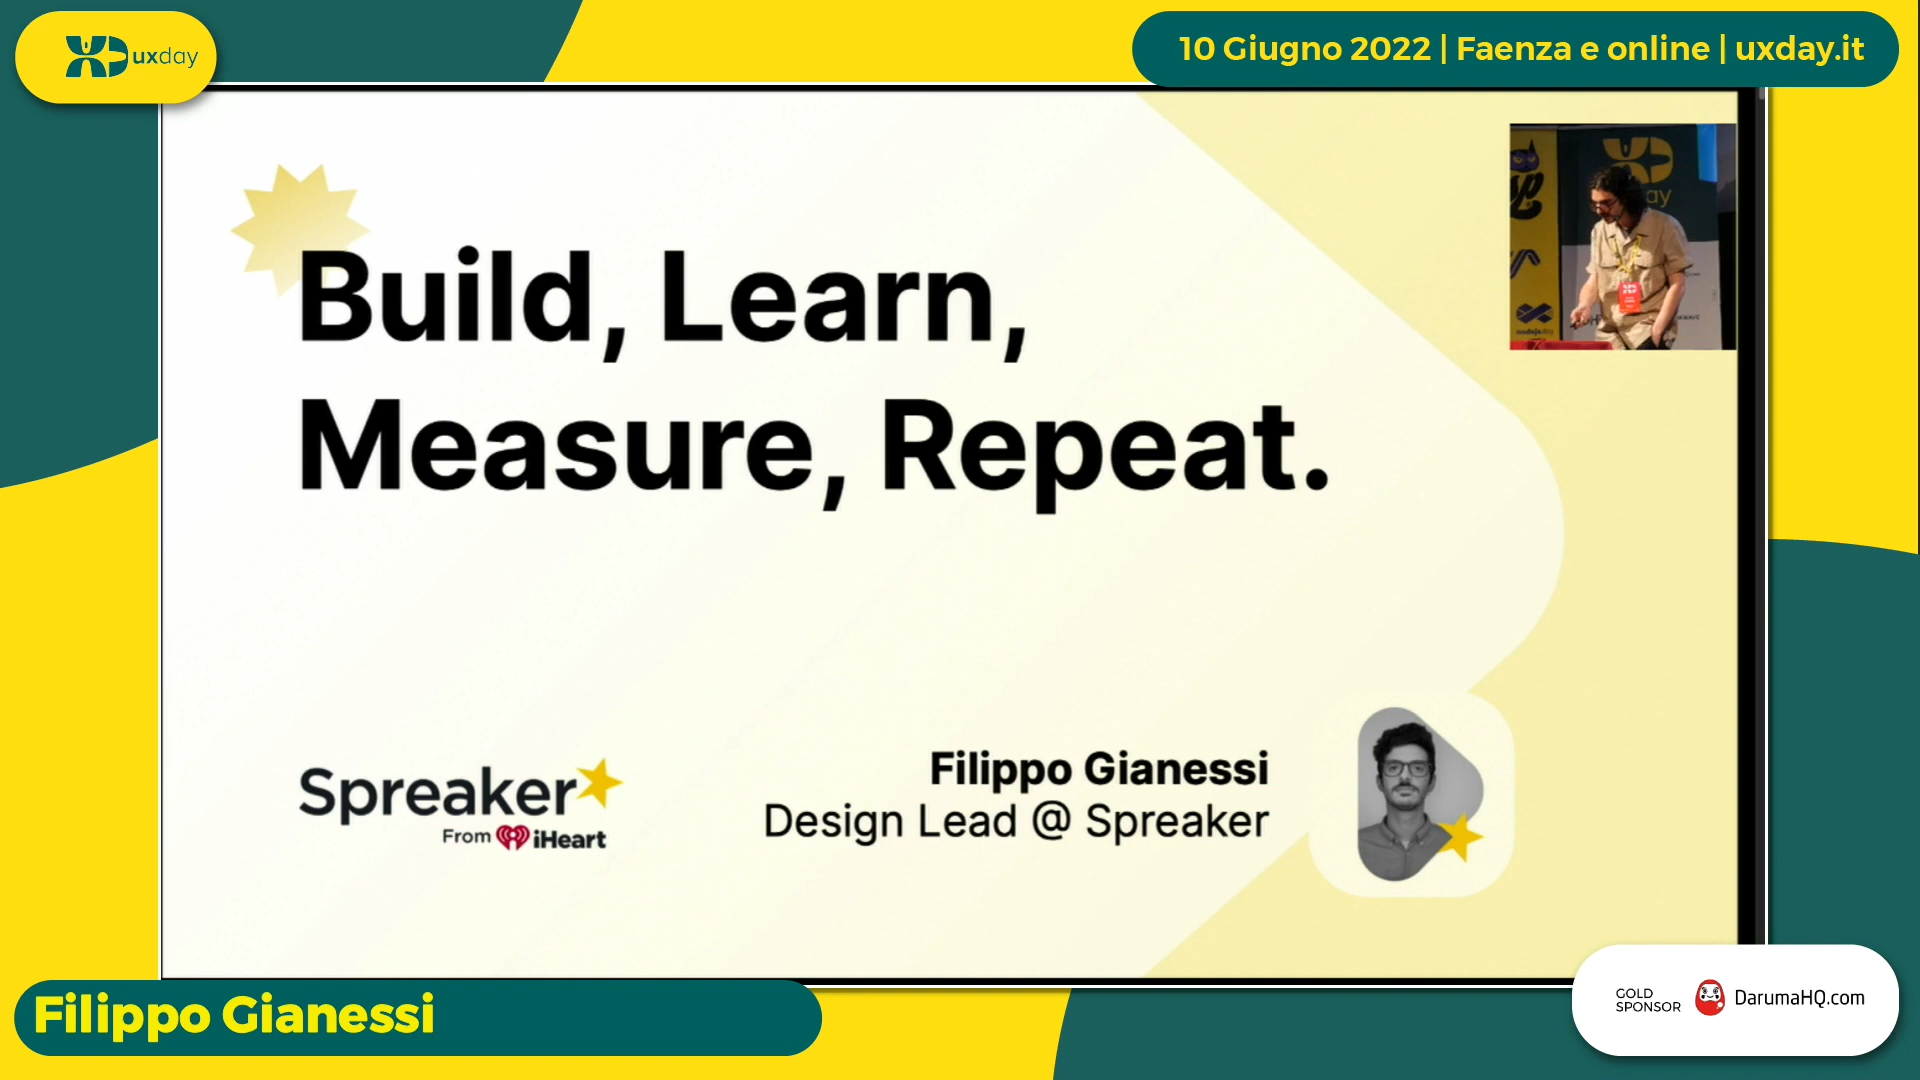 uxday
10 Giugno 2022 | Faenza e online | uxday.it
Build, Learn,
Measure, Repeat.
Spreaker
From iHeart
Filippo Gianessi
Design Lead @ Spreaker
Filippo Gianessi
GOLD
SPONSOR
DarumaHQ.com